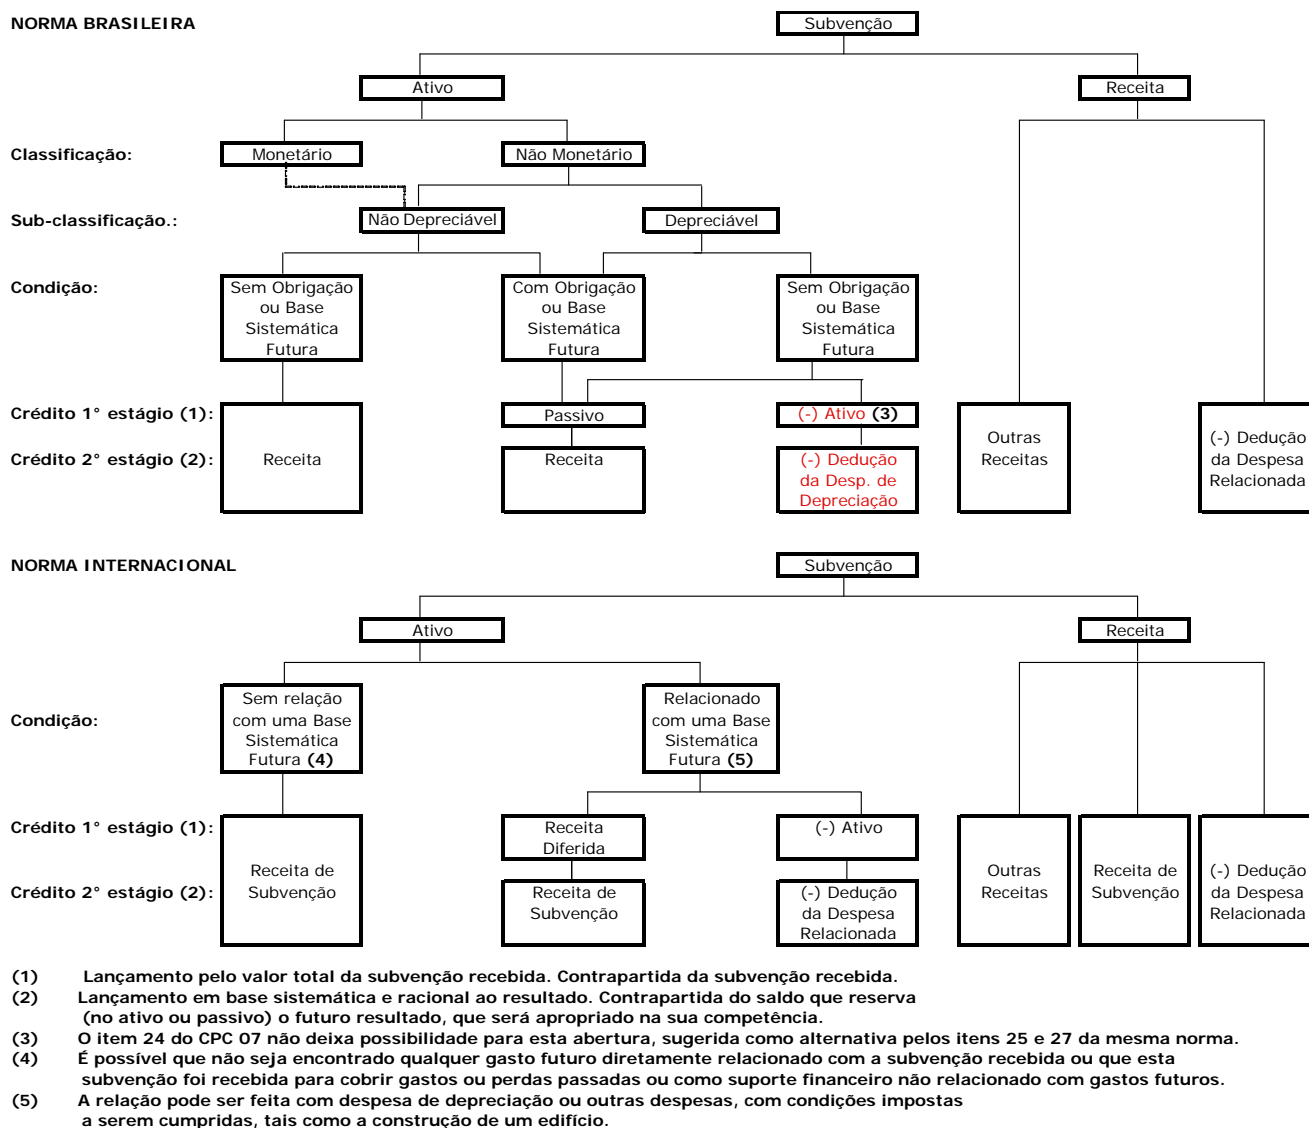 NORMA BRASILEIRA
Subvenção
Ativo
Receita
Classificação:
Monetário
Não Monetário
Sub-classificação.:
Não Depreciável
Depreciável
Condição:
Sem Obrigação
ou Base
Sistemática
Futura
Com Obrigação
ou Base
Sistemática
Futura
Sem Obrigação
ou Base
Sistemática
Futura
Crédito 1° estágio (1):
Passivo
(-) Ativo (3)
Crédito 2° estágio (2):
Receita
Receita
(-) Dedução
da Desp. de
Depreciação
Outras
Receitas
(-) Dedução
da Despesa
Relacionada
NORMA INTERNACIONAL
Subvenção
Ativo
Receita
Condição:
Sem relação
com uma Base
Sistemática
Futura (4)
Relacionado
com uma Base
Sistemática
Futura (5)
Crédito 1° estágio (1):
Receita
Diferida
(-) Ativo
Crédito 2° estágio (2):
Receita de
Subvenção
Receita de
Subvenção
(-) Dedução
da Despesa
Relacionada
Outras
Receitas
Receita de
Subvenção
(-) Dedução
da Despesa
Relacionada
(1) Lançamento pelo valor total da subvenção recebida. Contrapartida da subvenção recebida.
(2) Lançamento em base sistemática e racional ao resultado. Contrapartida do saldo que reserva
(no ativo ou passivo) o futuro resultado, que será apropriado na sua competência.
(3) O item 24 do CPC 07 não deixa possibilidade para esta abertura, sugerida como alternativa pelos itens 25 e 27 da mesma norma.
(4) É possível que não seja encontrado qualquer gasto futuro diretamente relacionado com a subvenção recebida ou que esta
subvenção foi recebida para cobrir gastos ou perdas passadas ou como suporte financeiro não relacionado com gastos futuros.
(5) A relação pode ser feita com despesa de depreciação ou outras despesas, com condições impostas
a serem cumpridas, tais como a construção de um edifício.